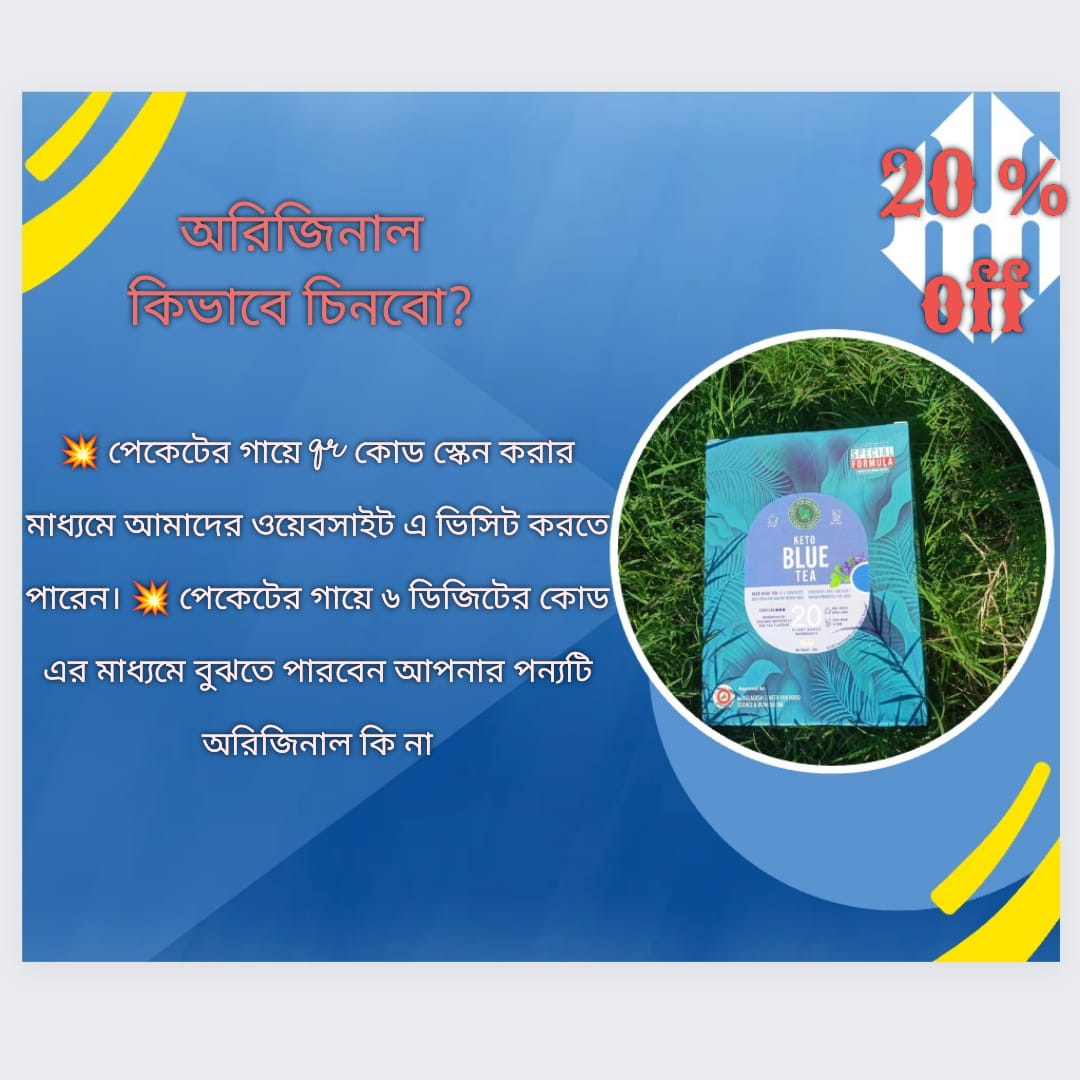 20 %
off
অরিজিনাল
কিভাবে চিনবো?
💥 পেকেটের গায়ে qr কোড স্কেন করার
মাধ্যমে আমাদের ওয়েবসাইট এ ভিসিট করতে
পারেন। 💥 পেকেটের গায়ে ৬ ডিজিটের কোড
এর মাধ্যমে বুঝতে পারবেন আপনার পন্যটি
অরিজিনাল কি না
SPECIAL
FORMULA
KETO
BLUE
TEA
20